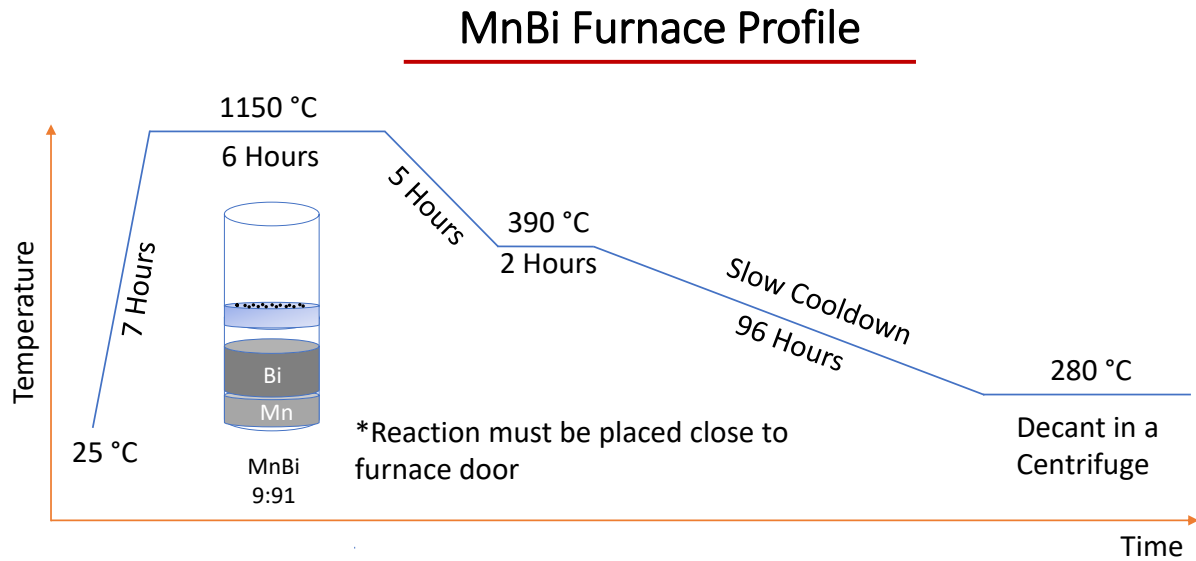 MnBi Furnace Profile
1150 °C
6 Hours
5 Hours
390 °C
2 Hours
Slow Cooldown
96 Hours
280 °C
Decant in a
Centrifuge
7 Hours
25 °C
Bi
Mn
MnBi
9:91
*Reaction must be placed close to
furnace door
Temperature
Time